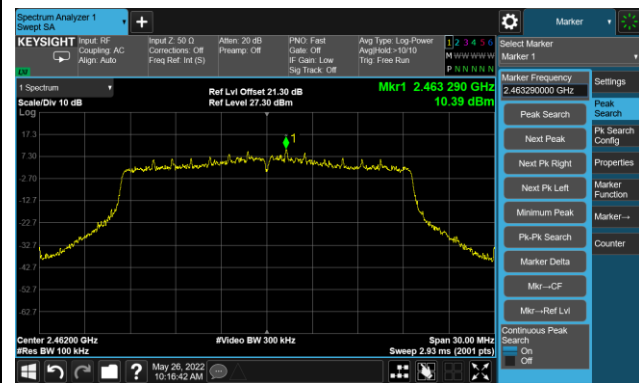 Spectrum Analyzer 1
Swept SA
Marker
KEYSIGHT
Input: RF
Coupling: AC
Align: Auto
Input Z: 50 Ω
Corrections: Off
Freq Ref: Int (S)
Atten: 20 dB
Preamp: Off
PNO: Fast
Gate: Off
IF Gain: Low
Sig Track: Off
Avg Type: Log-Power
Avg|Hold:>10/10
Trig: Free Run
1 2 3 4 5 6
M W W W W W
P N N N N N
Select Marker
Marker 1
LVI
1 Spectrum
Scale/Div 10 dB
Log
Ref Lvl Offset 21.30 dB
Ref Level 27.30 dBm
Mkr1 2.463 290 GHz
10.39 dBm
1
17.3
7.30
-2.70
-12.7
-22.7
-32.7
-42.7
-52.7
-62.7
Center 2.46200 GHz
#Res BW 100 kHz
#Video BW 300 kHz
Span 30.00 MHz
Sweep 2.93 ms (2001 pts)
Marker Frequency
2.463290000 GHz
Peak Search
Next Peak
Next Pk Right
Next Pk Left
Minimum Peak
Pk-Pk Search
Marker Delta
Mkr→CF
Mkr→Ref Lvl
Continuous Peak
Search
On
Off
Settings
Peak
Search
Pk Search
Config
Properties
Marker
Function
Marker→
Counter
May 26, 2022
10:16:42 AM